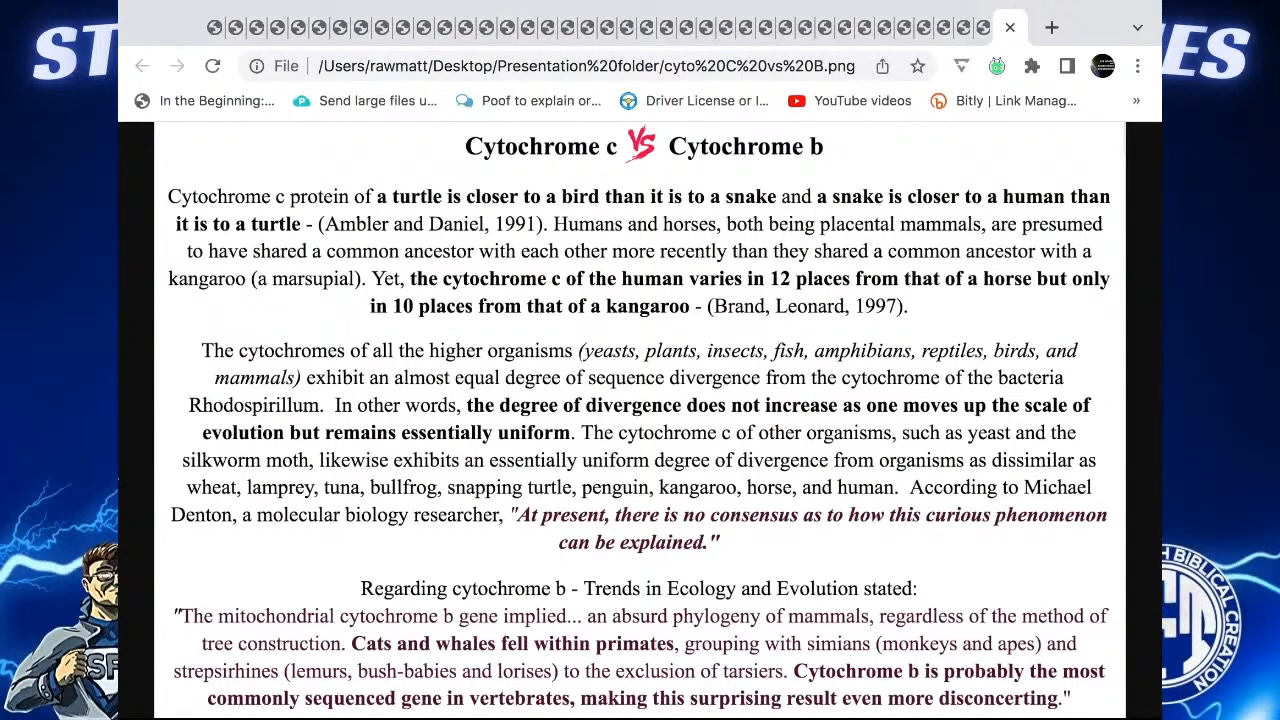 ST
ES
File
/Users/rawmatt/Desktop/Presentation%20folder/cyto%20C%20vs%20B.png
In the Beginning:... Send large files u... Poof to explain or... Driver License or I... YouTube videos Bitly | Link Manag... »
Cytochrome c VS Cytochrome b
Cytochrome c protein of a turtle is closer to a bird than it is to a snake and a snake is closer to a human than
it is to a turtle - (Ambler and Daniel, 1991). Humans and horses, both being placental mammals, are presumed
to have shared a common ancestor with each other more recently than they shared a common ancestor with a
kangaroo (a marsupial). Yet, the cytochrome c of the human varies in 12 places from that of a horse but only
in 10 places from that of a kangaroo - (Brand, Leonard, 1997).
The cytochromes of all the higher organisms (yeasts, plants, insects, fish, amphibians, reptiles, birds, and
mammals) exhibit an almost equal degree of sequence divergence from the cytochrome of the bacteria
Rhodospirillum. In other words, the degree of divergence does not increase as one moves up the scale of
evolution but remains essentially uniform. The cytochrome c of other organisms, such as yeast and the
silkworm moth, likewise exhibits an essentially uniform degree of divergence from organisms as dissimilar as
wheat, lamprey, tuna, bullfrog, snapping turtle, penguin, kangaroo, horse, and human. According to Michael
Denton, a molecular biology researcher, "At present, there is no consensus as to how this curious phenomenon
can be explained."
Regarding cytochrome b - Trends in Ecology and Evolution stated:
"The mitochondrial cytochrome b gene implied... an absurd phylogeny of mammals, regardless of the method of
tree construction. Cats and whales fell within primates, grouping with simians (monkeys and apes) and
strepsirhines (lemurs, bush-babies and lorises) to the exclusion of tarsiers. Cytochrome b is probably the most
commonly sequenced gene in vertebrates, making this surprising result even more disconcerting."
SF
H BIBLICAL CREATION
CT